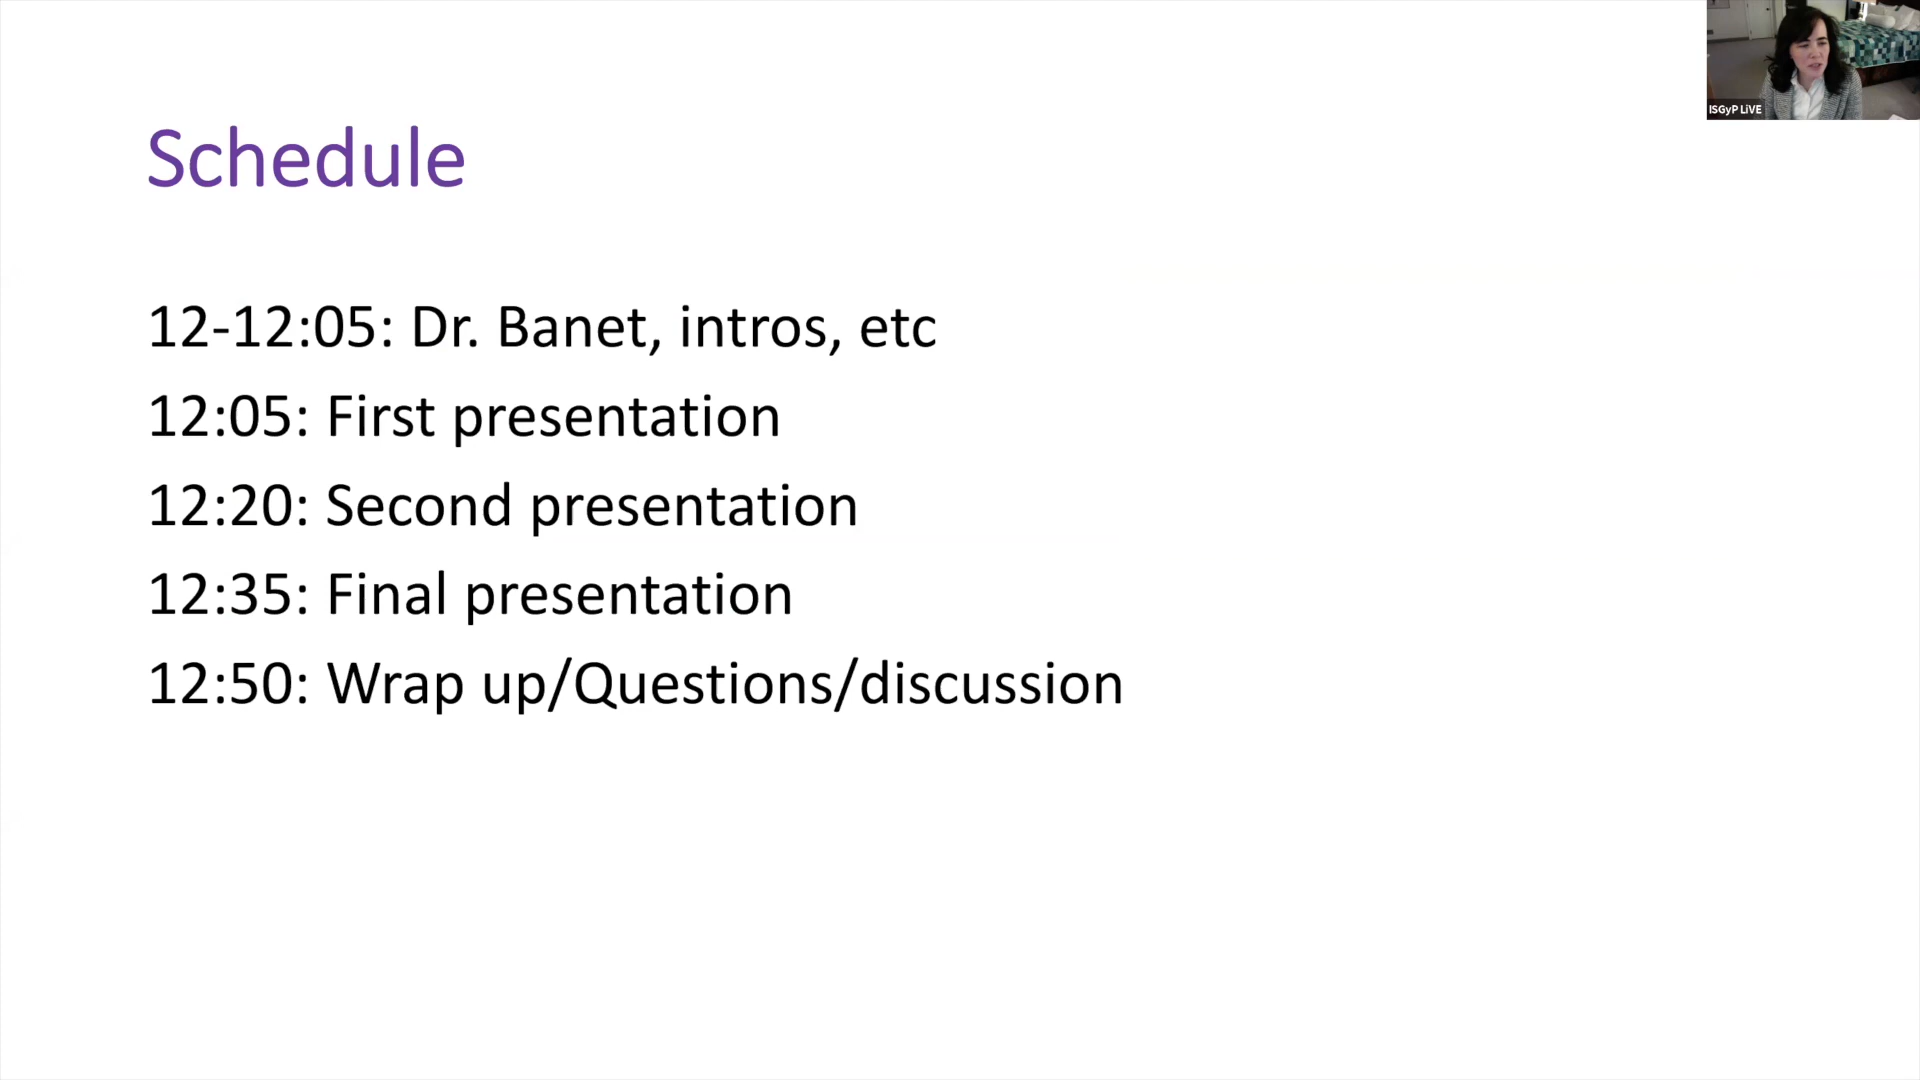 ISGyP LiVE
Schedule
12-12:05: Dr. Banet, intros, etc
12:05: First presentation
12:20: Second presentation
12:35: Final presentation
12:50: Wrap up/Questions/discussion